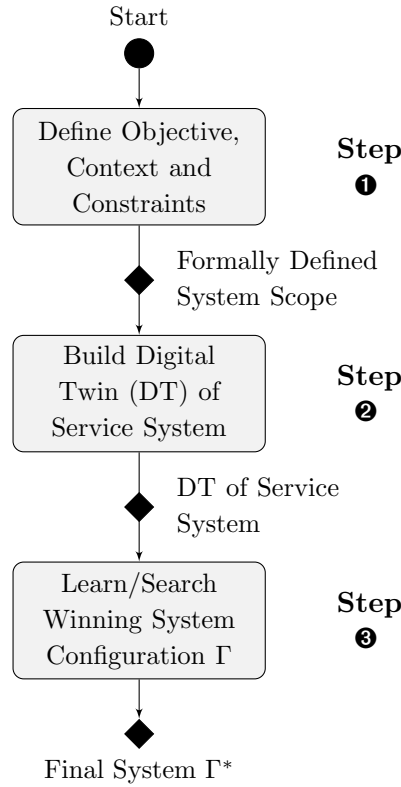 Start
Define Objective,
Context and
Constraints
Step
❶
Formally Defined
System Scope
Build Digital
Twin (DT) of
Service System
Step
❷
DT of Service
System
Learn/Search
Winning System
Configuration Γ
Step
❸
Final System Γ*